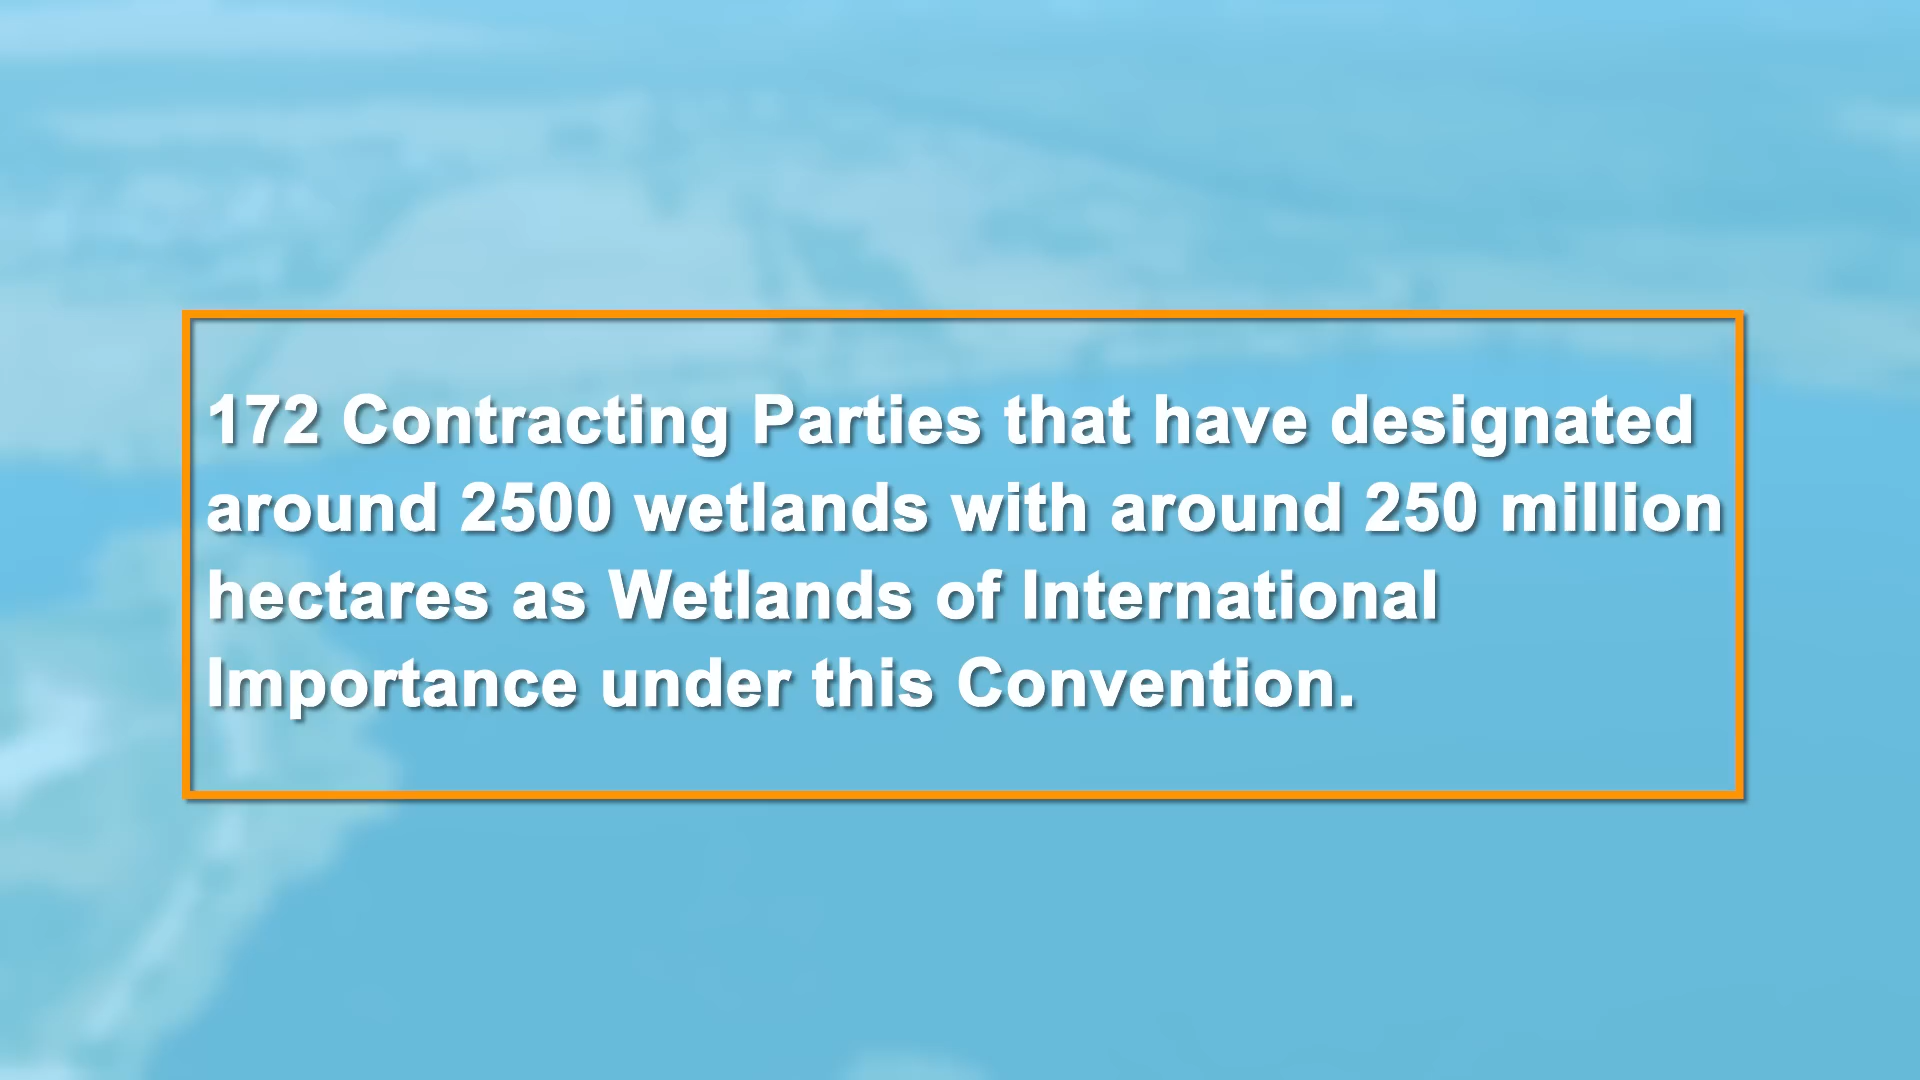 172 Contracting Parties that have designated
around 2500 wetlands with around 250 million
hectares as Wetlands of International
Importance under this Convention.